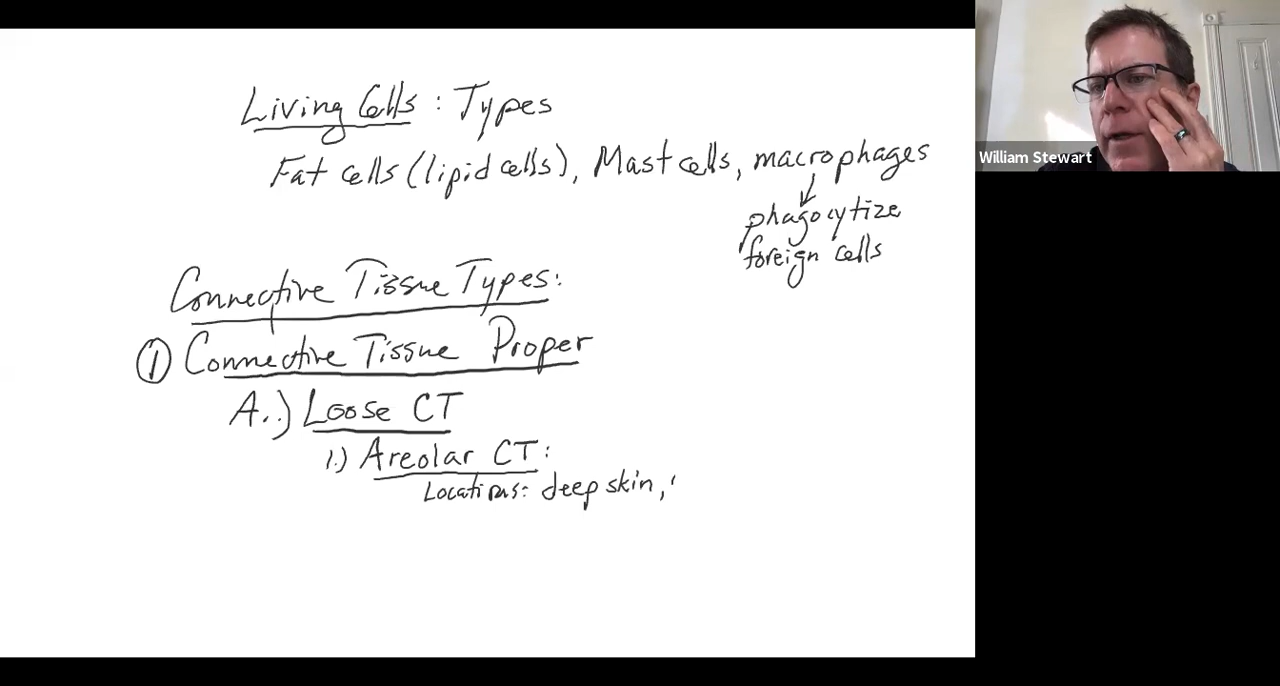 Living Cells : Types
Fat cells (lipid cells), Mast cells, macrophages
phagocytize
foreign cells
Connective Tissue Types:
① Connective Tissue Proper
A.) Loose CT
1.) Areolar CT:
Locations: deep skin,
William Stewart